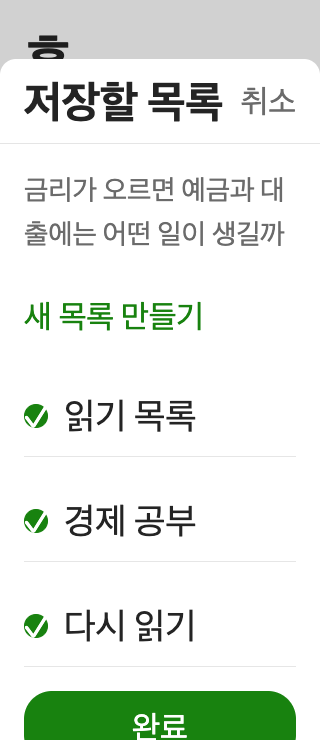 홈
저장할 목록
취소
금리가 오르면 예금과 대
출에는 어떤 일이 생길까
새 목록 만들기
읽기 목록
경제 공부
다시 읽기
완료